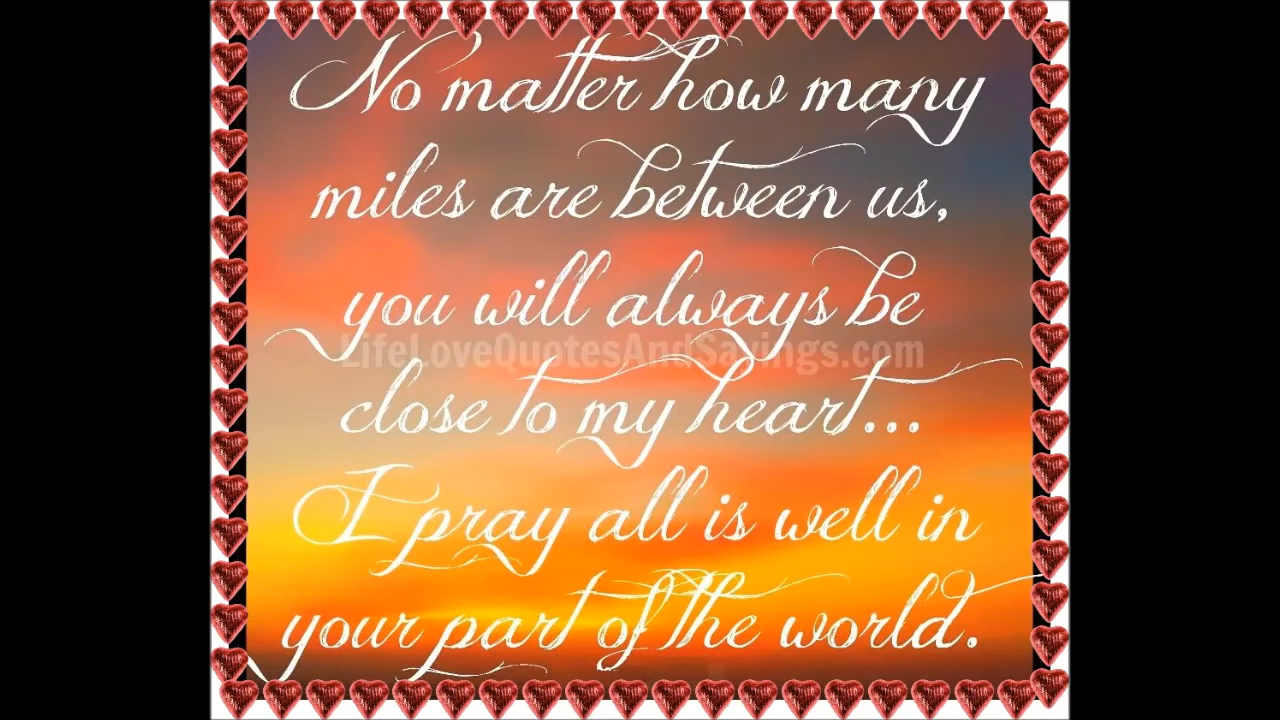 No matter how many
miles are between us,
you will always be
LifeLoveQuotesAndSayings.com
close to my heart...
I pray all is well in
your part of the world.